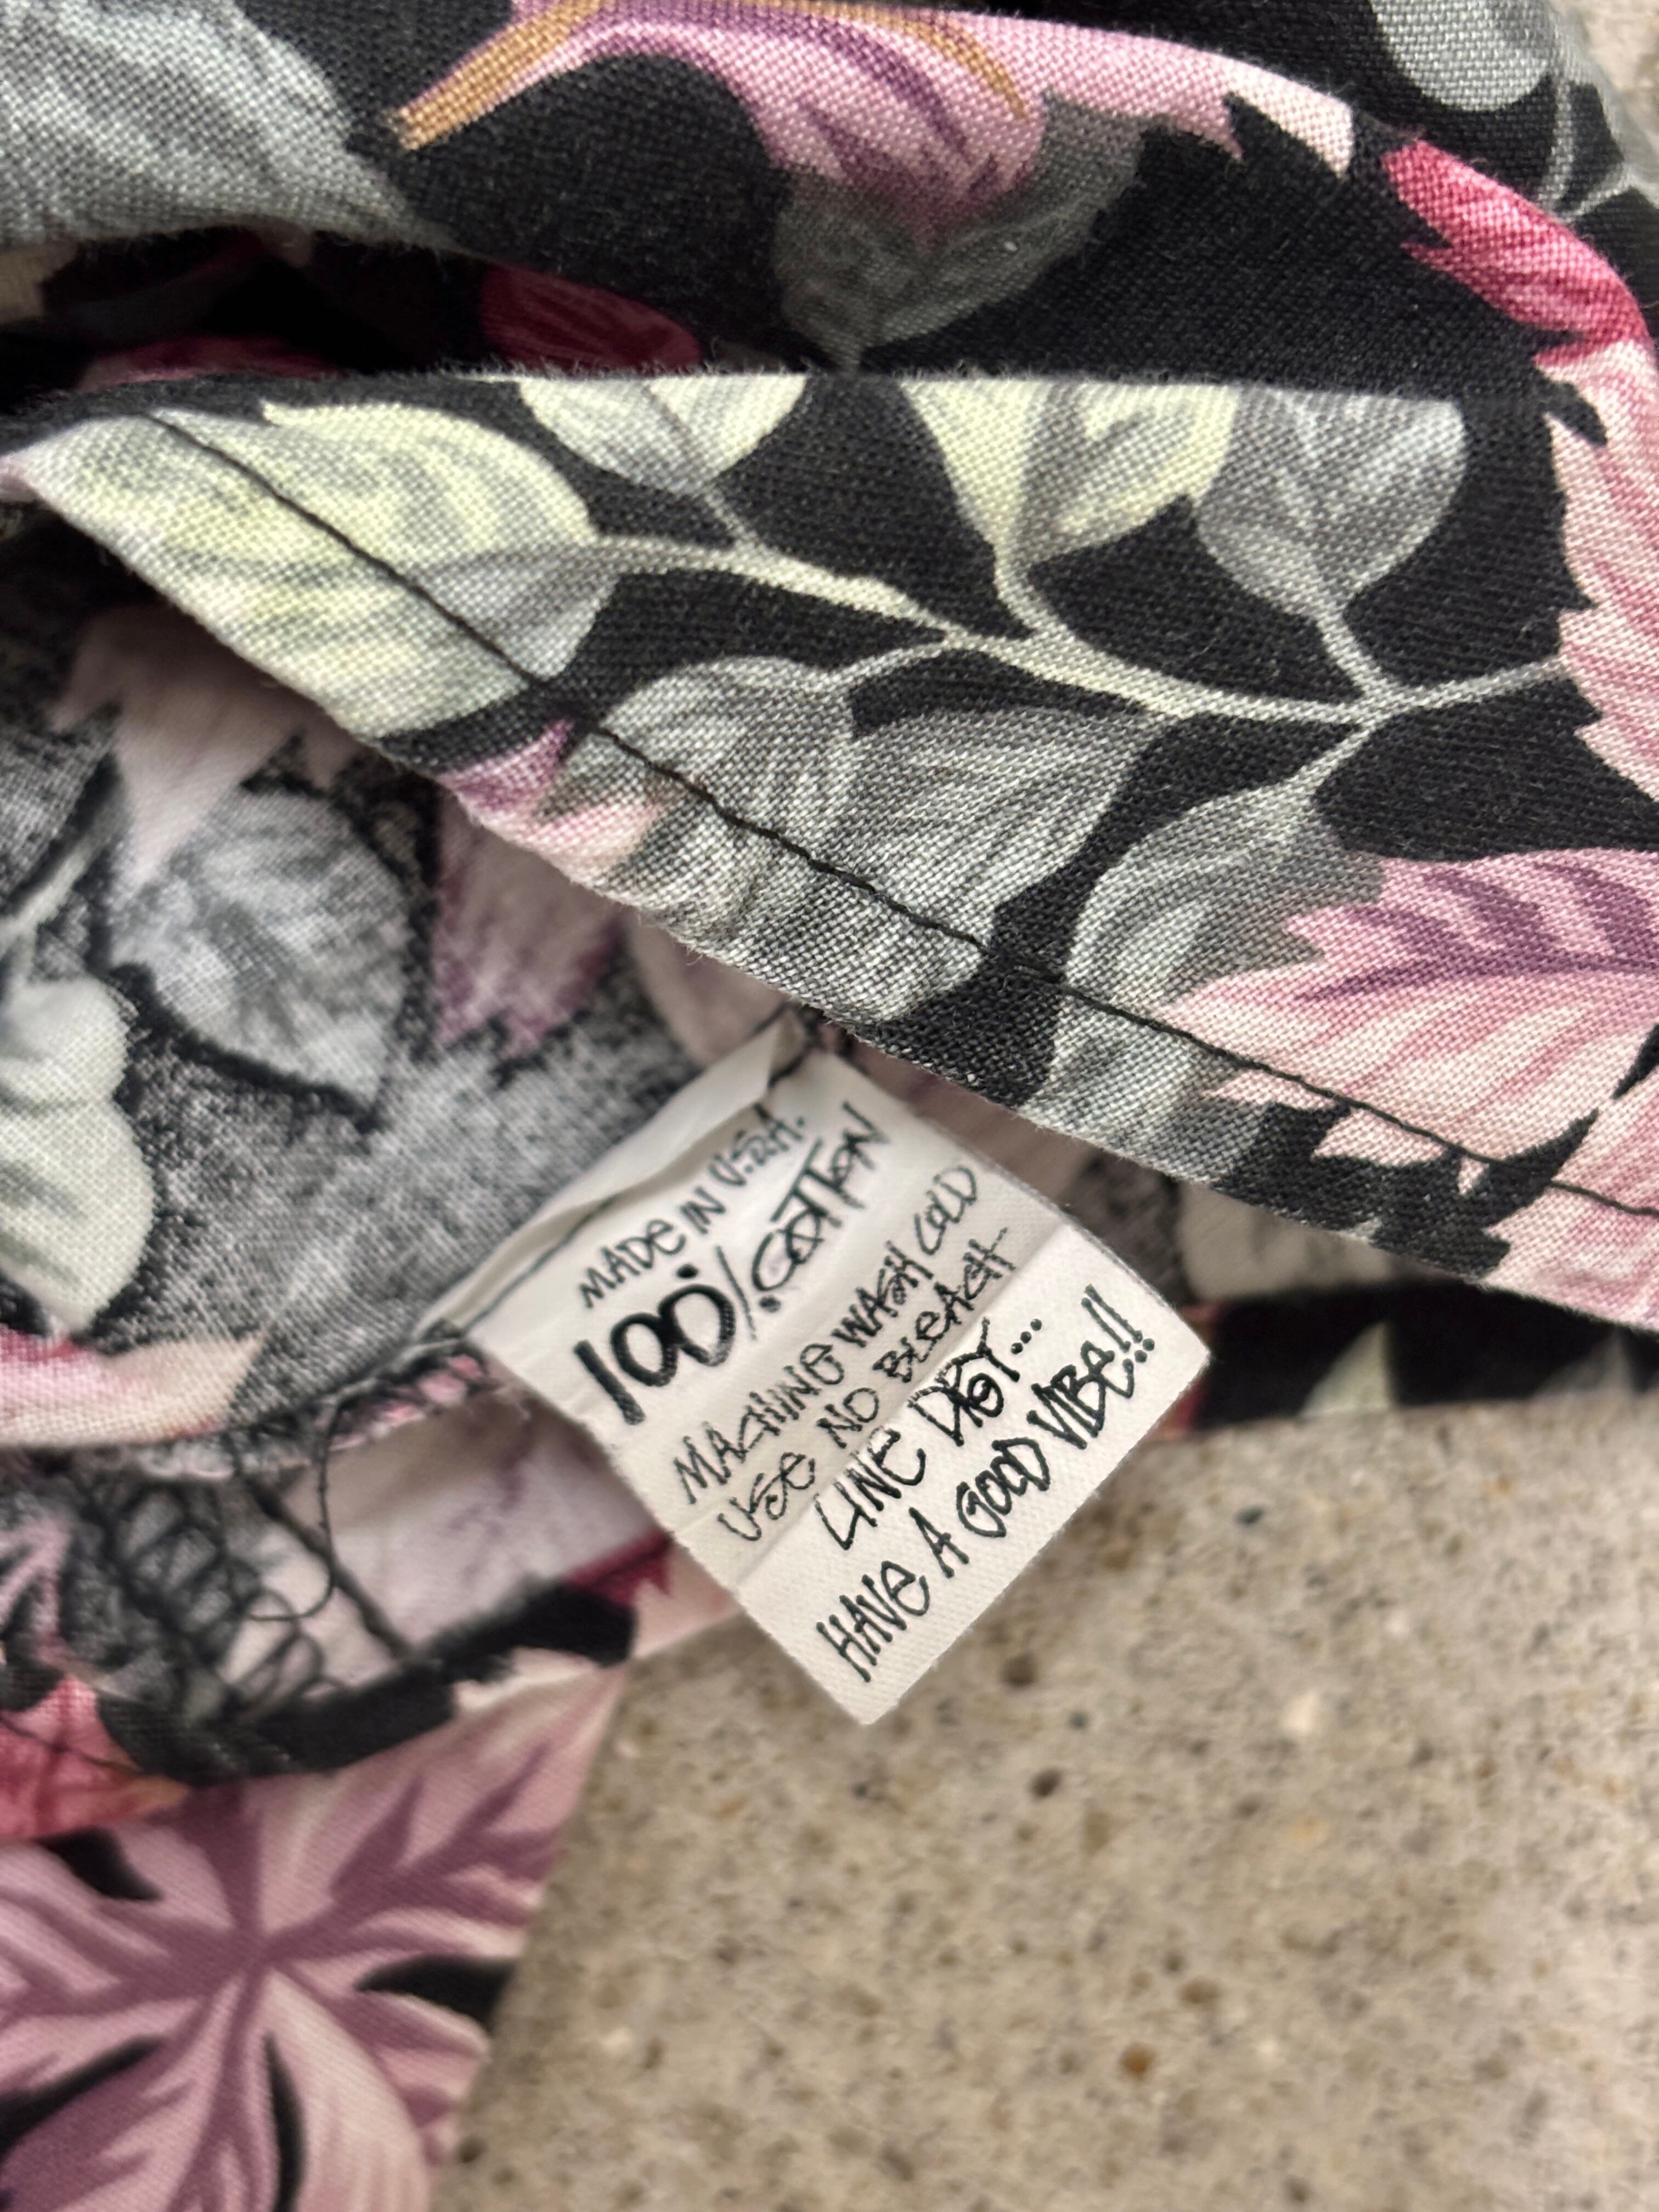 MADE IN U.S.A.
100% COTTON
MACHINE WASH COLD
USE NO BLEACH
LINE DRY...
HAVE A GOOD VIBE!!